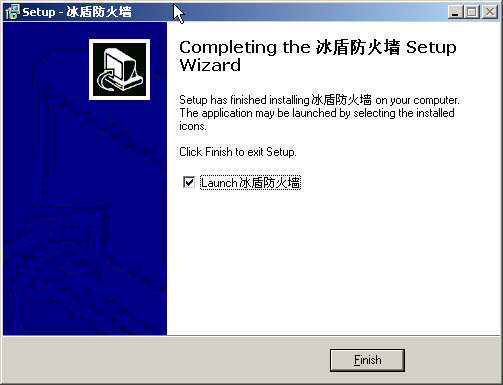 Setup - 冰盾防火墙
Completing the 冰盾防火墙 Setup
Wizard
Setup has finished installing 冰盾防火墙 on your computer.
The application may be launched by selecting the installed
icons.
Click Finish to exit Setup.
Launch 冰盾防火墙
Finish